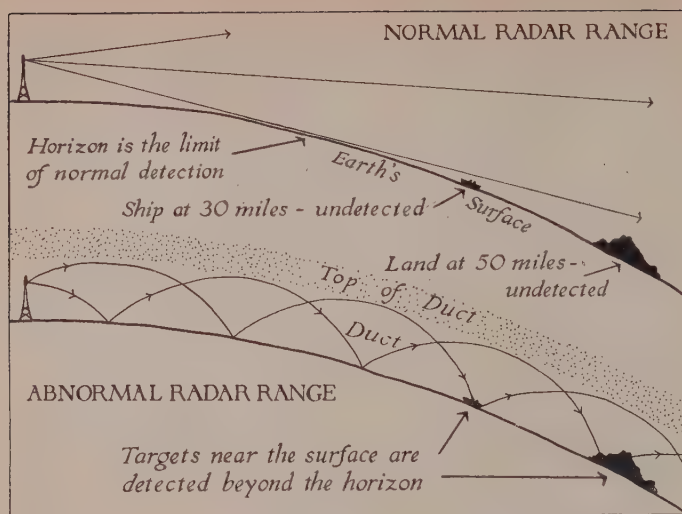 NORMAL RADAR RANGE
Horizon is the limit
of normal detection
Earth's
Surface
Ship at 30 miles - undetected
Land at 50 miles -
undetected
Top of Duct
Duct
ABNORMAL RADAR RANGE
Targets near the surface are
detected beyond the horizon